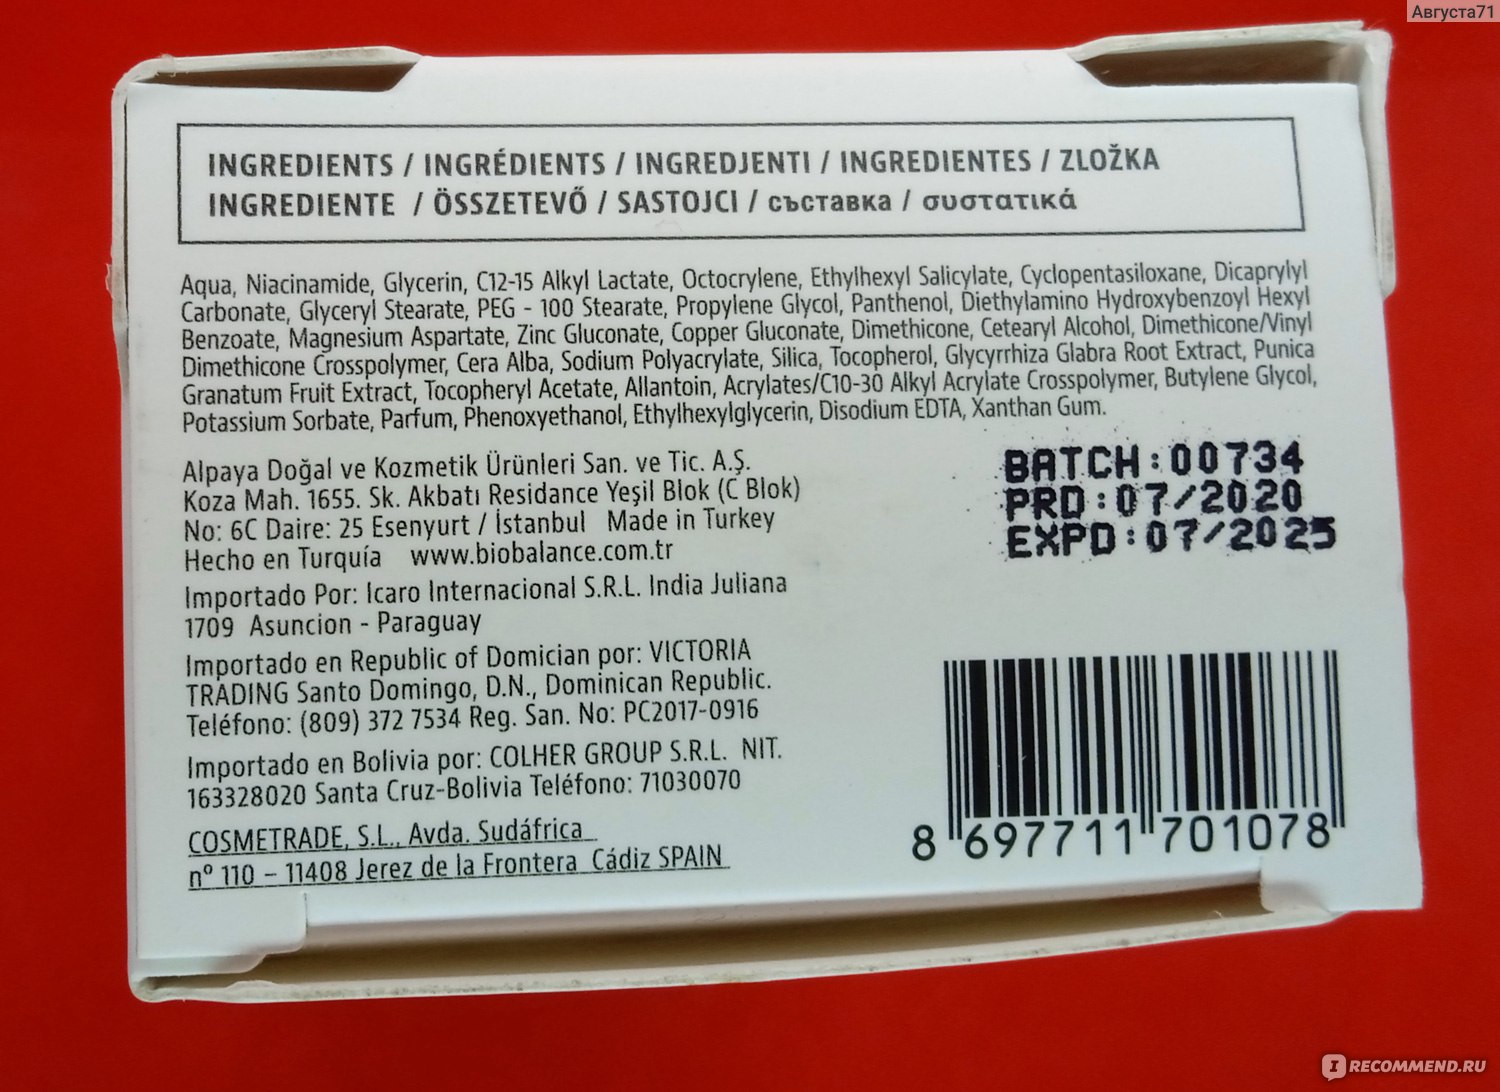 Августа71
INGREDIENTS / INGRÉDIENTS / INGREDJENTI / INGREDIENTES / ZLOŽKA
INGREDIENTE / ÖSSZETEVŐ / SASTOJCI / съставка / συστατικά
Aqua, Niacinamide, Glycerin, C12-15 Alkyl Lactate, Octocrylene, Ethylhexyl Salicylate, Cyclopentasiloxane, Dicaprylyl
Carbonate, Glyceryl Stearate, PEG - 100 Stearate, Propylene Glycol, Panthenol, Diethylamino Hydroxybenzoyl Hexyl
Benzoate, Magnesium Aspartate, Zinc Gluconate, Copper Gluconate, Dimethicone, Cetearyl Alcohol, Dimethicone/Vinyl
Dimethicone Crosspolymer, Cera Alba, Sodium Polyacrylate, Silica, Tocopherol, Glycyrrhiza Glabra Root Extract, Punica
Granatum Fruit Extract, Tocopheryl Acetate, Allantoin, Acrylates/C10-30 Alkyl Acrylate Crosspolymer, Butylene Glycol,
Potassium Sorbate, Parfum, Phenoxyethanol, Ethylhexylglycerin, Disodium EDTA, Xanthan Gum.
Alpaya Doğal ve Kozmetik Ürünleri San. ve Tic. A.Ş.
Koza Mah. 1655. Sk. Akbatı Residance Yeşil Blok (C Blok)
No: 6C Daire: 25 Esenyurt / İstanbul Made in Turkey
Hecho en Turquía www.biobalance.com.tr
Importado Por: Icaro Internacional S.R.L. India Juliana
1709 Asuncion - Paraguay
Importado en Republic of Domician por: VICTORIA
TRADING Santo Domingo, D.N., Dominican Republic.
Teléfono: (809) 372 7534 Reg. San. No: PC2017-0916
Importado en Bolivia por: COLHER GROUP S.R.L. NIT.
163328020 Santa Cruz-Bolivia Teléfono: 71030070
COSMETRADE, S.L., Avda. Sudáfrica
nº 110 – 11408 Jerez de la Frontera Cádiz SPAIN
BATCH:00734
PRD:07/2020
EXPD:07/2025
8 697711 701078
IRECOMMEND.RU